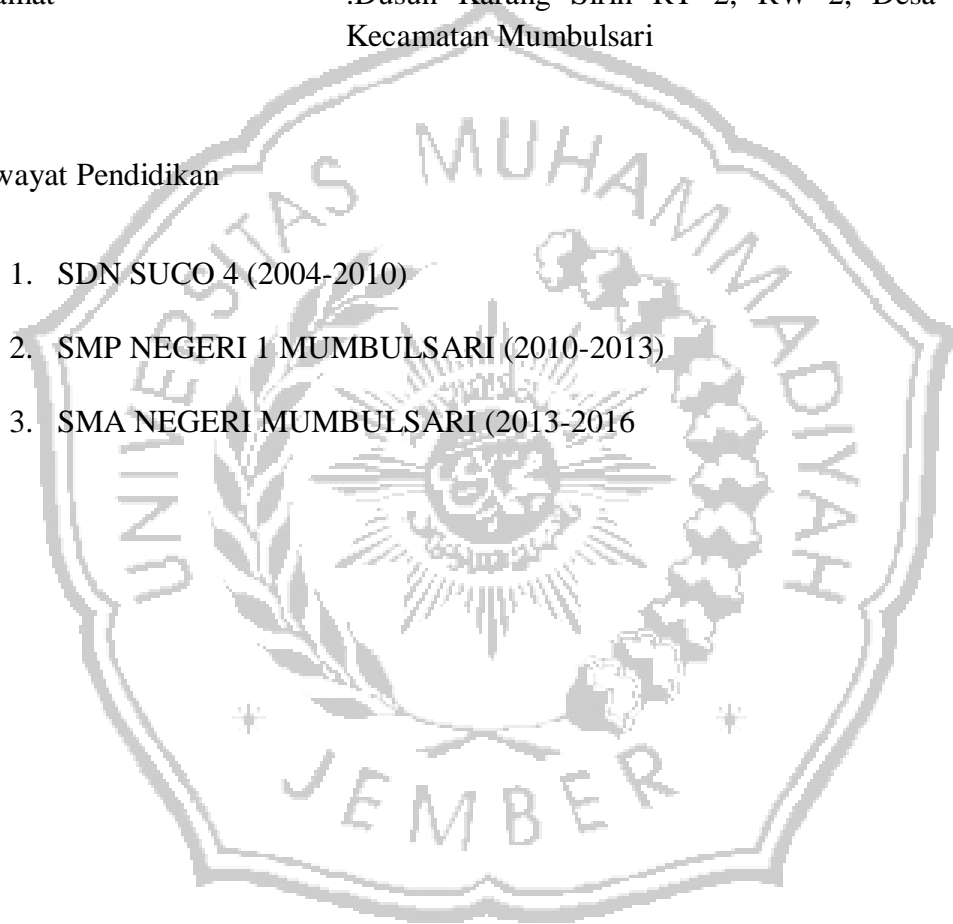 amat :Dusun Karang Sirih RT 2, RW 2, Desa
Kecamatan Mumbulsari
wayat Pendidikan
1. SDN SUCO 4 (2004-2010)
2. SMP NEGERI 1 MUMBULSARI (2010-2013)
3. SMA NEGERI MUMBULSARI (2013-2016
UNIVERSITAS MUHAMMADIYAH
JEMBER